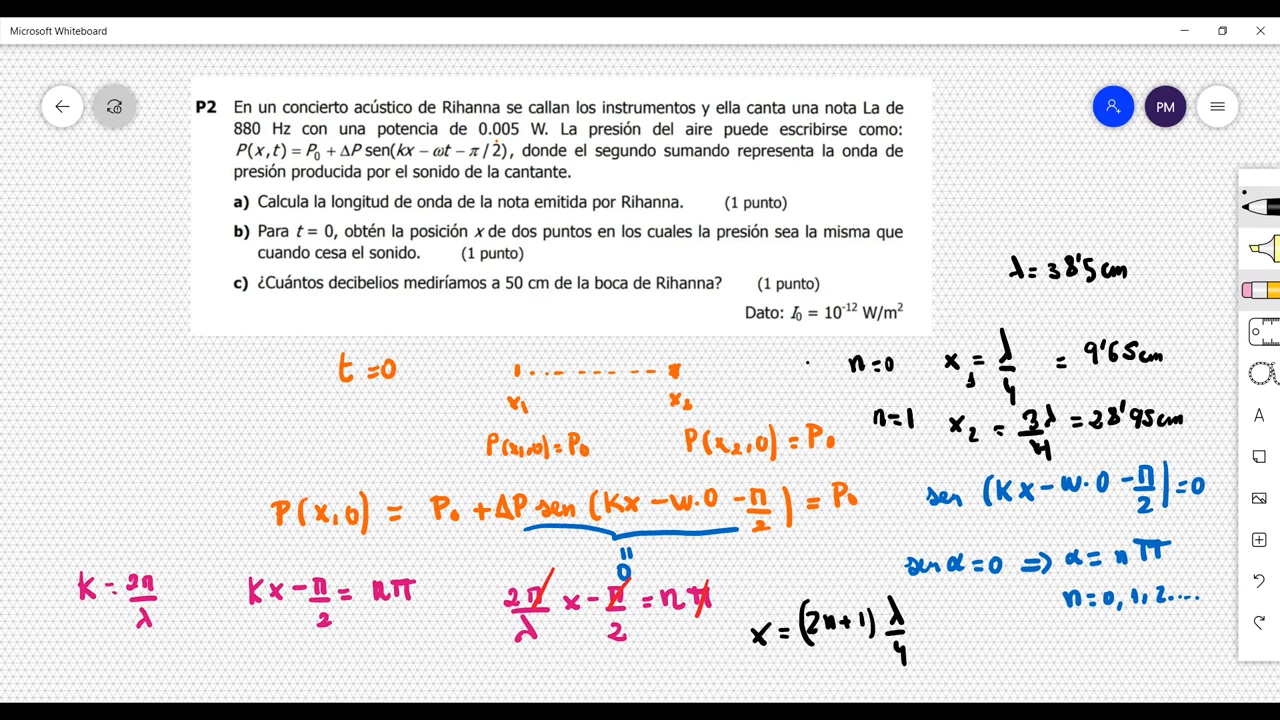 Microsoft Whiteboard
PM
P2 En un concierto acústico de Rihanna se callan los instrumentos y ella canta una nota La de
880 Hz con una potencia de 0.005 W. La presión del aire puede escribirse como:
P(x,t) = P₀ + ΔP sen(kx − ωt − π / 2), donde el segundo sumando representa la onda de
presión producida por el sonido de la cantante.
a) Calcula la longitud de onda de la nota emitida por Rihanna. (1 punto)
b) Para t = 0, obtén la posición x de dos puntos en los cuales la presión sea la misma que
cuando cesa el sonido. (1 punto)
c) ¿Cuántos decibelios mediríamos a 50 cm de la boca de Rihanna? (1 punto)
Dato: I₀ = 10⁻¹² W/m²
λ = 38'5 cm
t = 0
x₁ x₂
P(x₁,0) = P₀ P(x₂,0) = P₀
n=0 x₁ = λ/4 = 9'65 cm
n=1 x₂ = 3λ/4 = 28'95 cm
P(x,0) = P₀ + ΔP sen (Kx − w·0 − π/2) = P₀
0
sen (Kx − w·0 − π/2) = 0
sen α = 0 ⇒ α = nπ
n = 0, 1, 2....
K = 2π/λ Kx − π/2 = nπ 2π/λ x − π/2 = nπ
x = (2n+1) λ/4
A